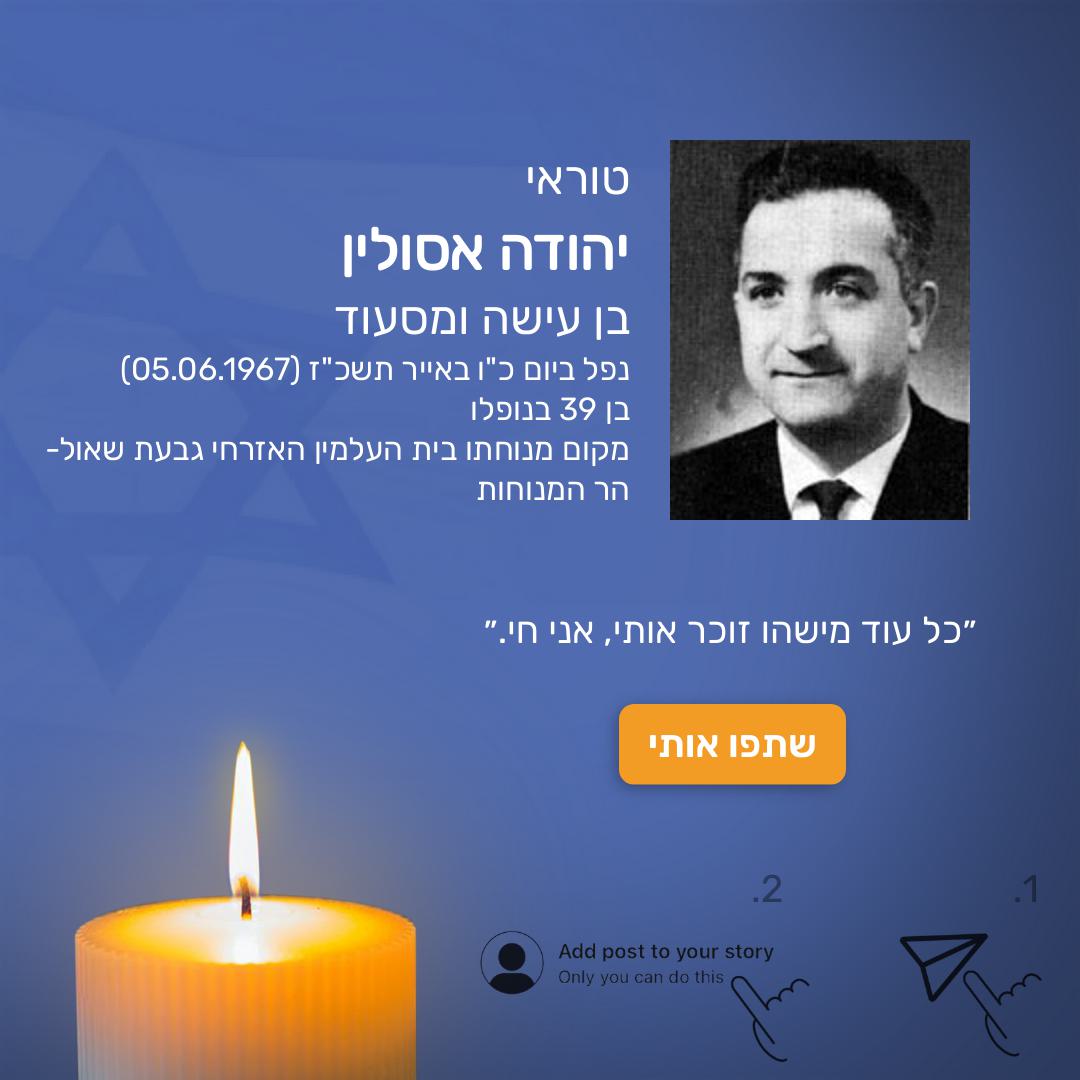 טוראי
יהודה אסולין
בן עישה ומסעוד
נפל ביום כ"ו באייר תשכ"ז (05.06.1967)
בן 39 בנופלו
מקום מנוחתו בית העלמין האזרחי גבעת שאול-
הר המנוחות
״כל עוד מישהו זוכר אותי, אני חי.״
שתפו אותי
1.
2.
Add post to your story
Only you can do this